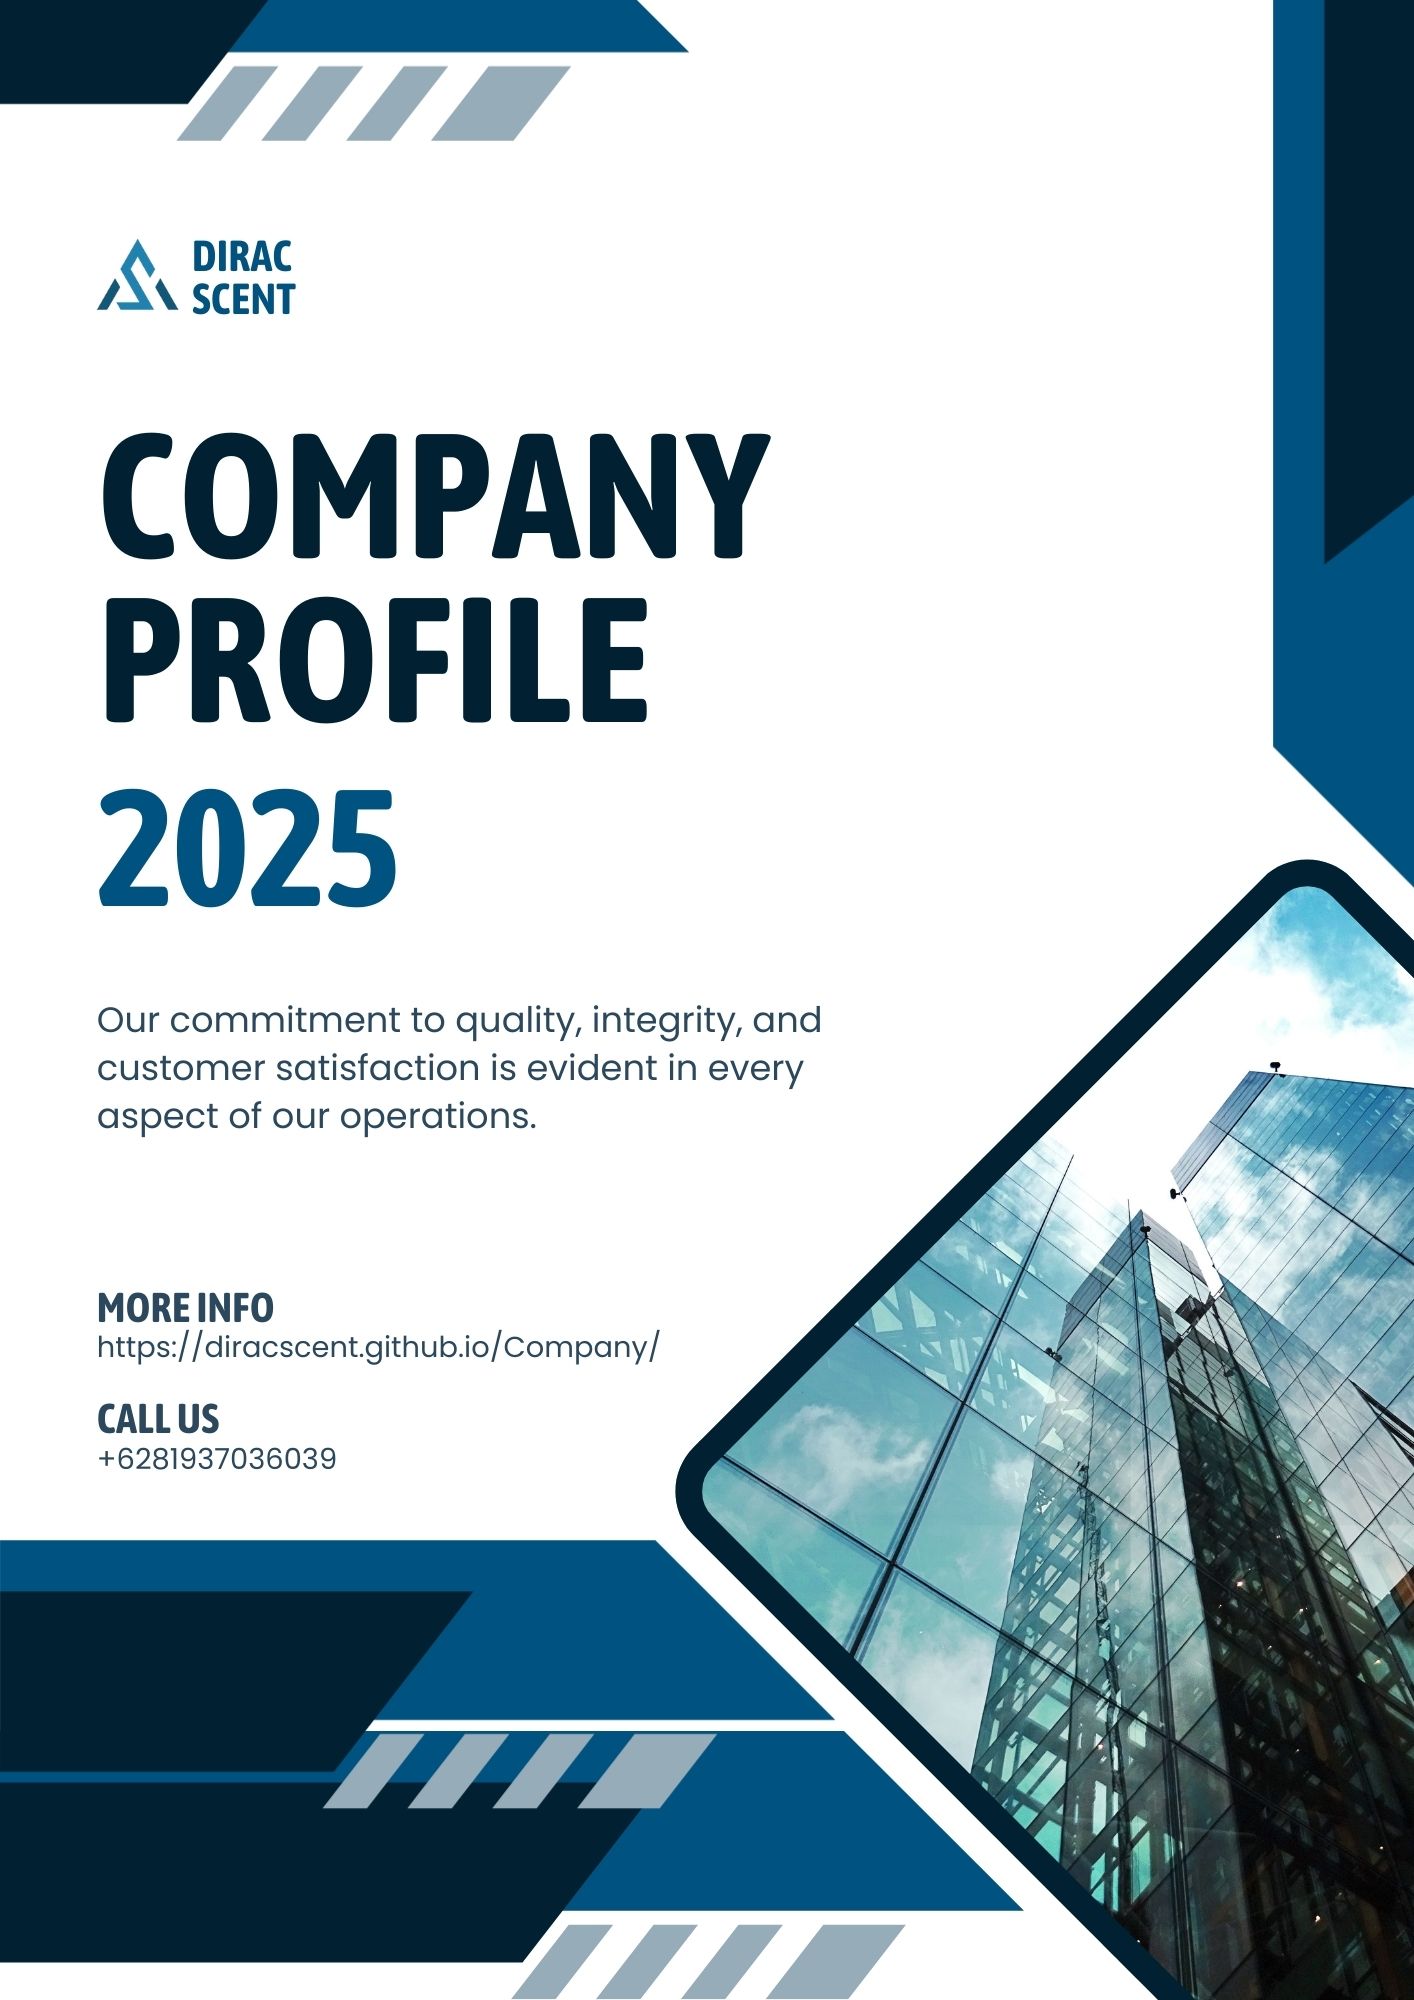 DIRAC
SCENT
COMPANY
PROFILE
2025
Our commitment to quality, integrity, and
customer satisfaction is evident in every
aspect of our operations.
MORE INFO
https://diracscent.github.io/Company/
CALL US
+6281937036039